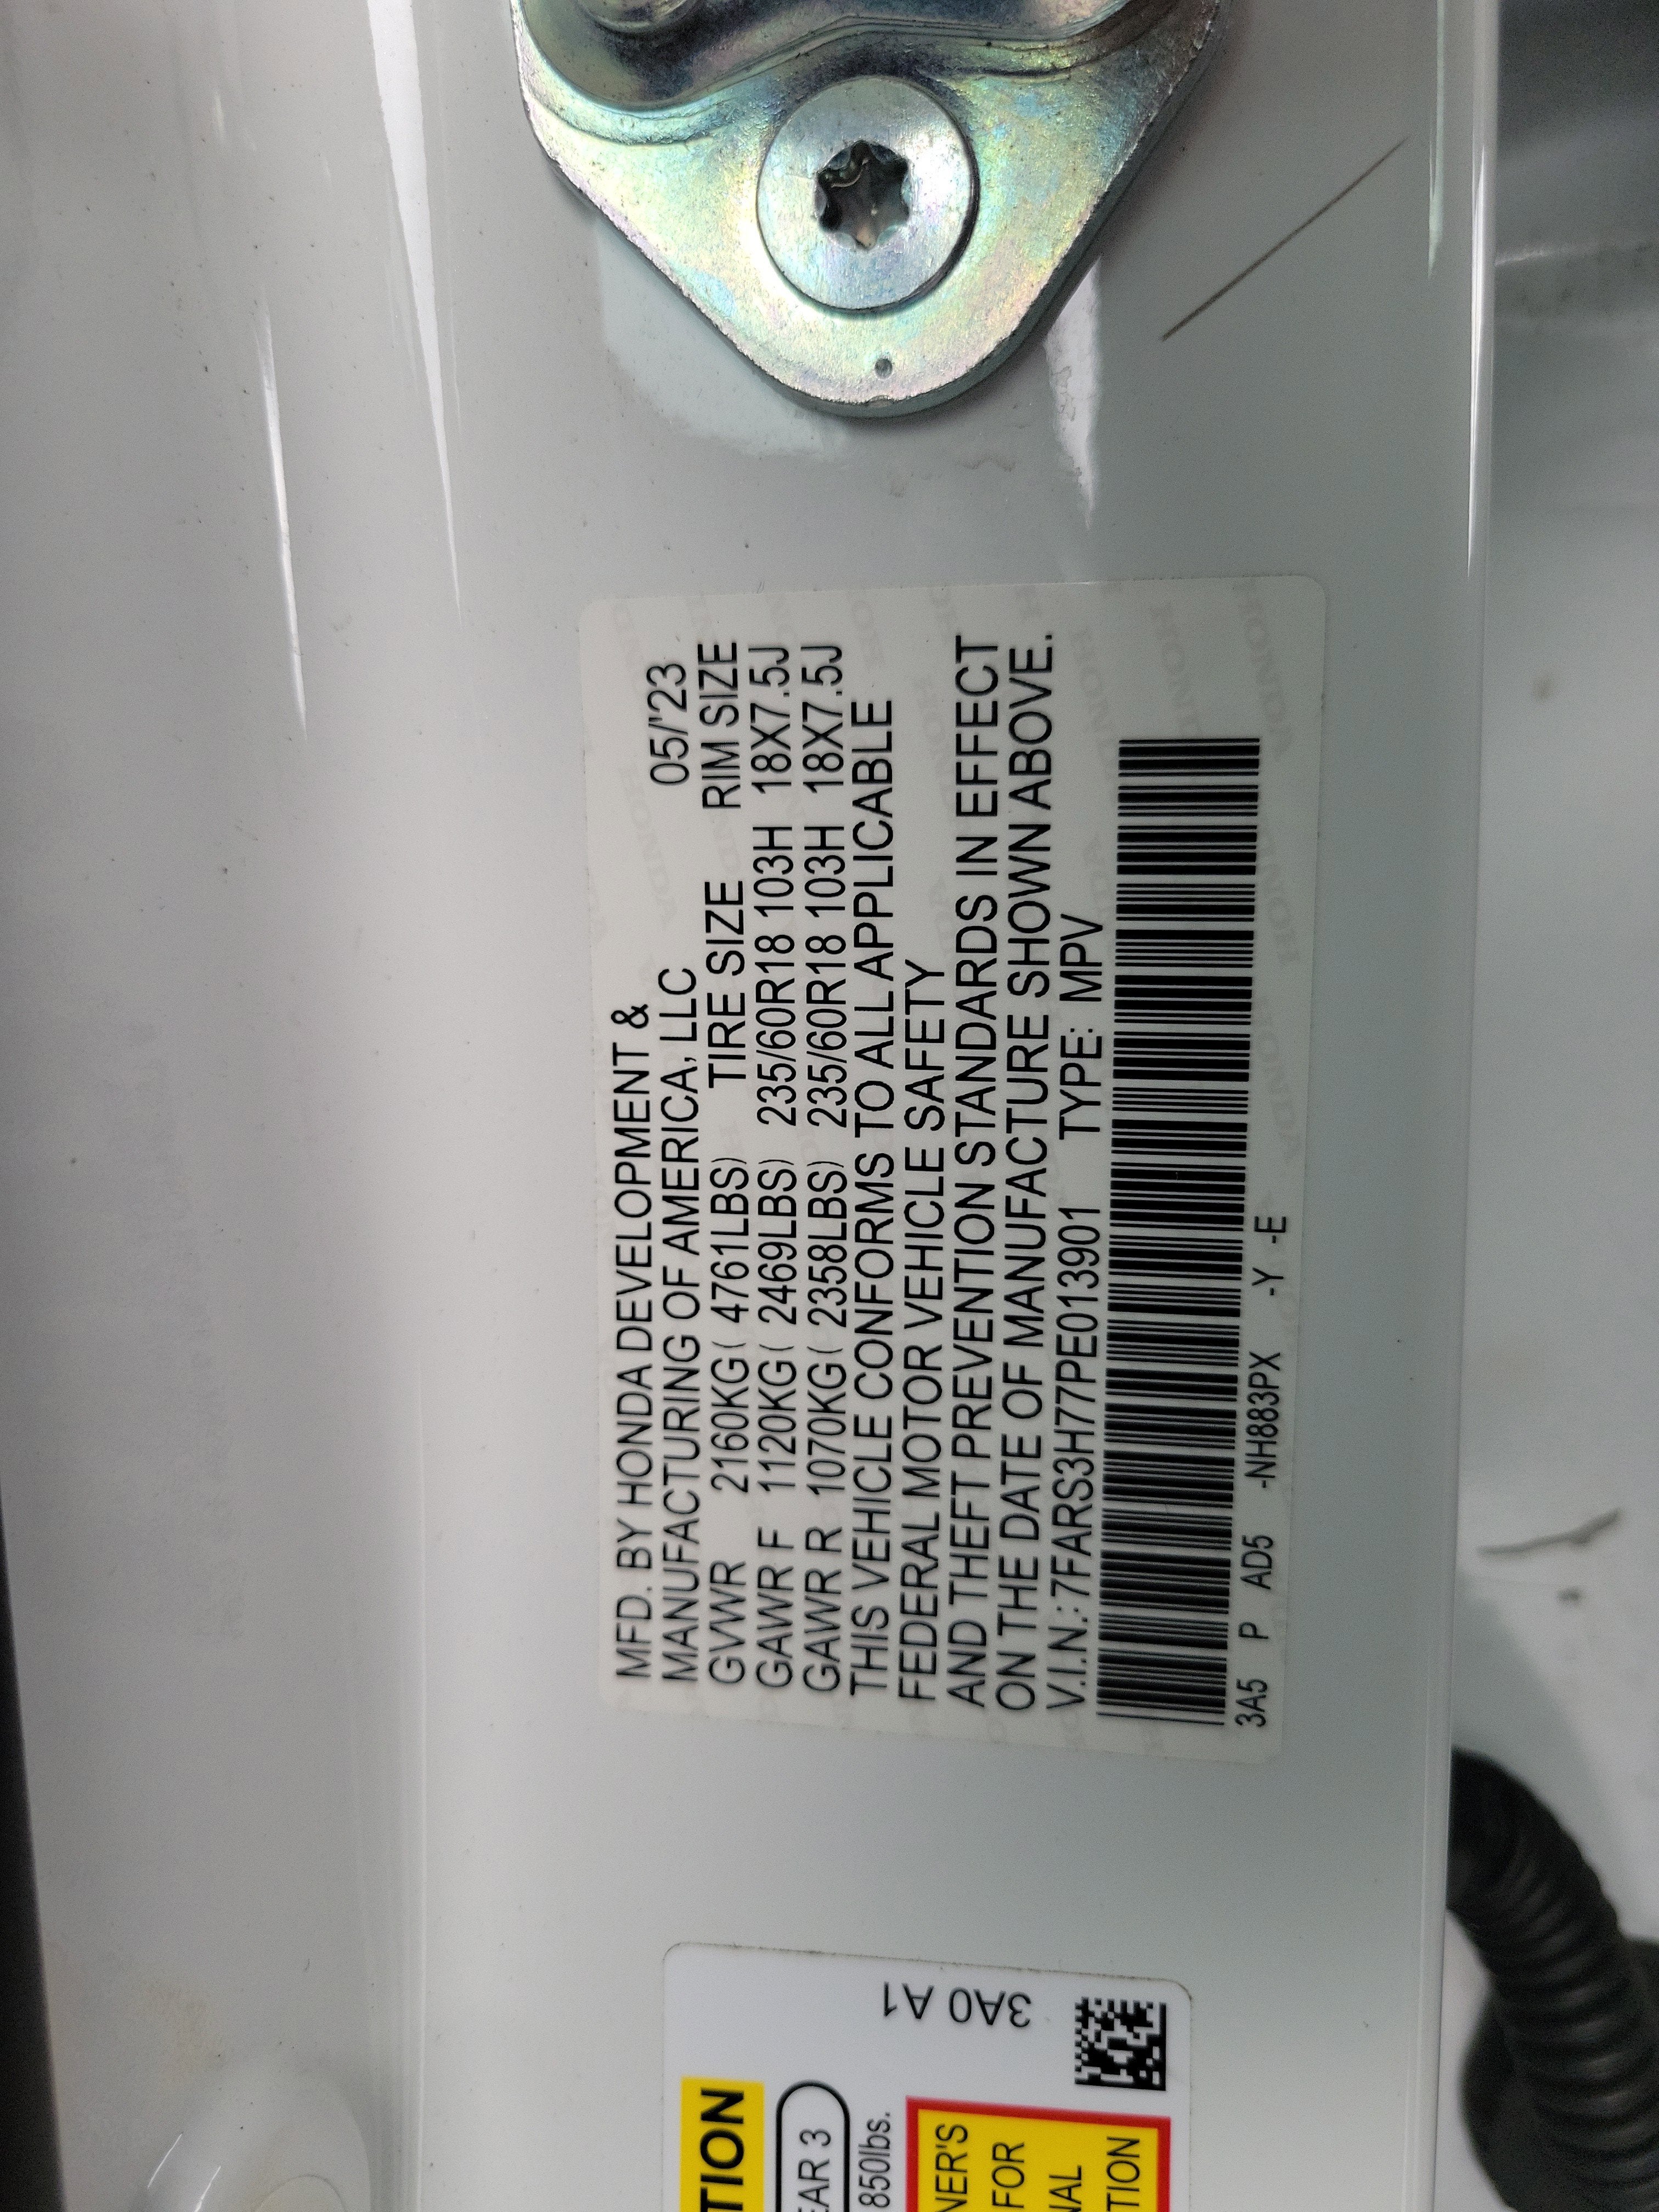 MFD. BY HONDA DEVELOPMENT &
MANUFACTURING OF AMERICA, LLC 05/'23
GVWR 2160KG( 4761LBS) TIRE SIZE RIM SIZE
GAWR F 1120KG( 2469LBS) 235/60R18 103H 18X7.5J
GAWR R 1070KG( 2358LBS) 235/60R18 103H 18X7.5J
THIS VEHICLE CONFORMS TO ALL APPLICABLE
FEDERAL MOTOR VEHICLE SAFETY
AND THEFT PREVENTION STANDARDS IN EFFECT
ON THE DATE OF MANUFACTURE SHOWN ABOVE.
V.I.N.: 7FARS3H77PE013901 TYPE: MPV
3A5 P AD5 -NH883PX -Y -E
TION
EAR 3
850lbs.
NER'S
FOR
NAL
TION
3A0 A1